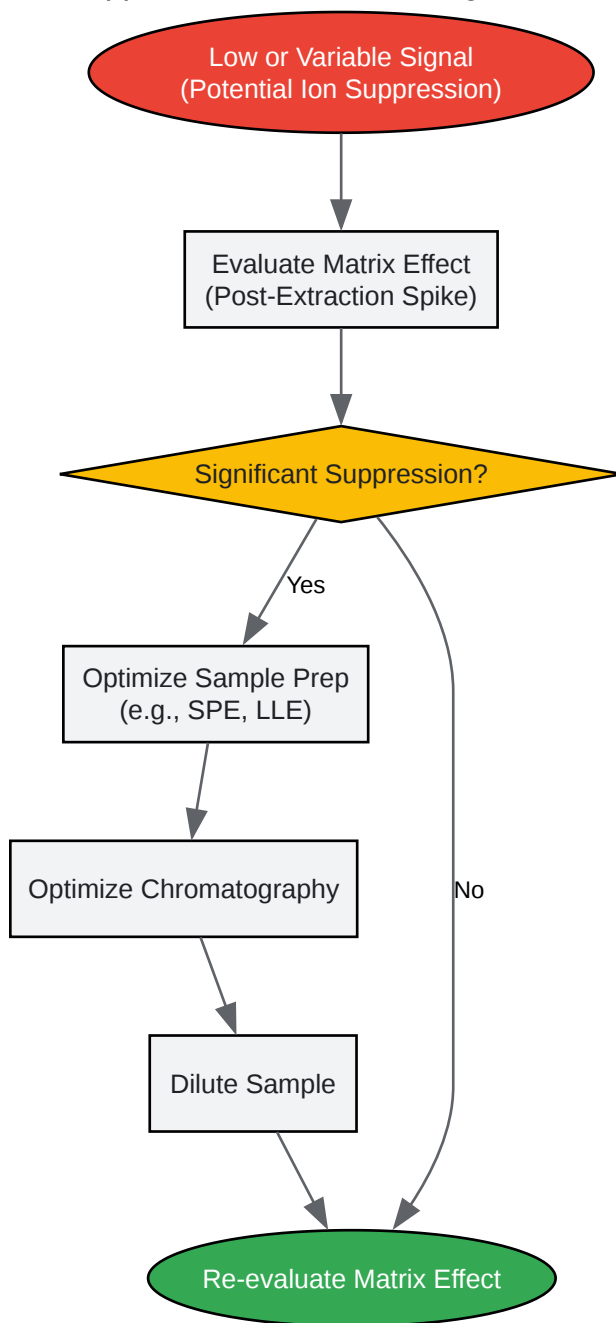 Low or Variable Signal
(Potential Ion Suppression)
Evaluate Matrix Effect
(Post-Extraction Spike)
Significant Suppression?
Yes
Optimize Sample Prep
(e.g., SPE, LLE)
Optimize Chromatography
No
Dilute Sample
Re-evaluate Matrix Effect